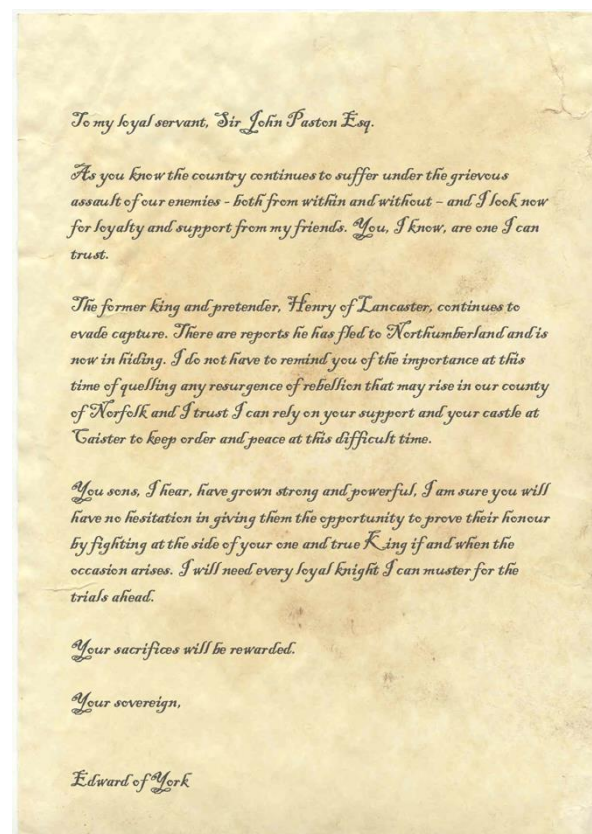 To my loyal servant, Sir John Paston Esq.
As you know the country continues to suffer under the grievous
assault of our enemies - both from within and without – and I look now
for loyalty and support from my friends. You, I know, are one I can
trust.
The former king and pretender, Henry of Lancaster, continues to
evade capture. There are reports he has fled to Northumberland and is
now in hiding. I do not have to remind you of the importance at this
time of quelling any resurgence of rebellion that may rise in our county
of Norfolk and I trust I can rely on your support and your castle at
Caister to keep order and peace at this difficult time.
You sons, I hear, have grown strong and powerful, I am sure you will
have no hesitation in giving them the opportunity to prove their honour
by fighting at the side of your one and true King if and when the
occasion arises. I will need every loyal knight I can muster for the
trials ahead.
Your sacrifices will be rewarded.
Your sovereign,
Edward of York